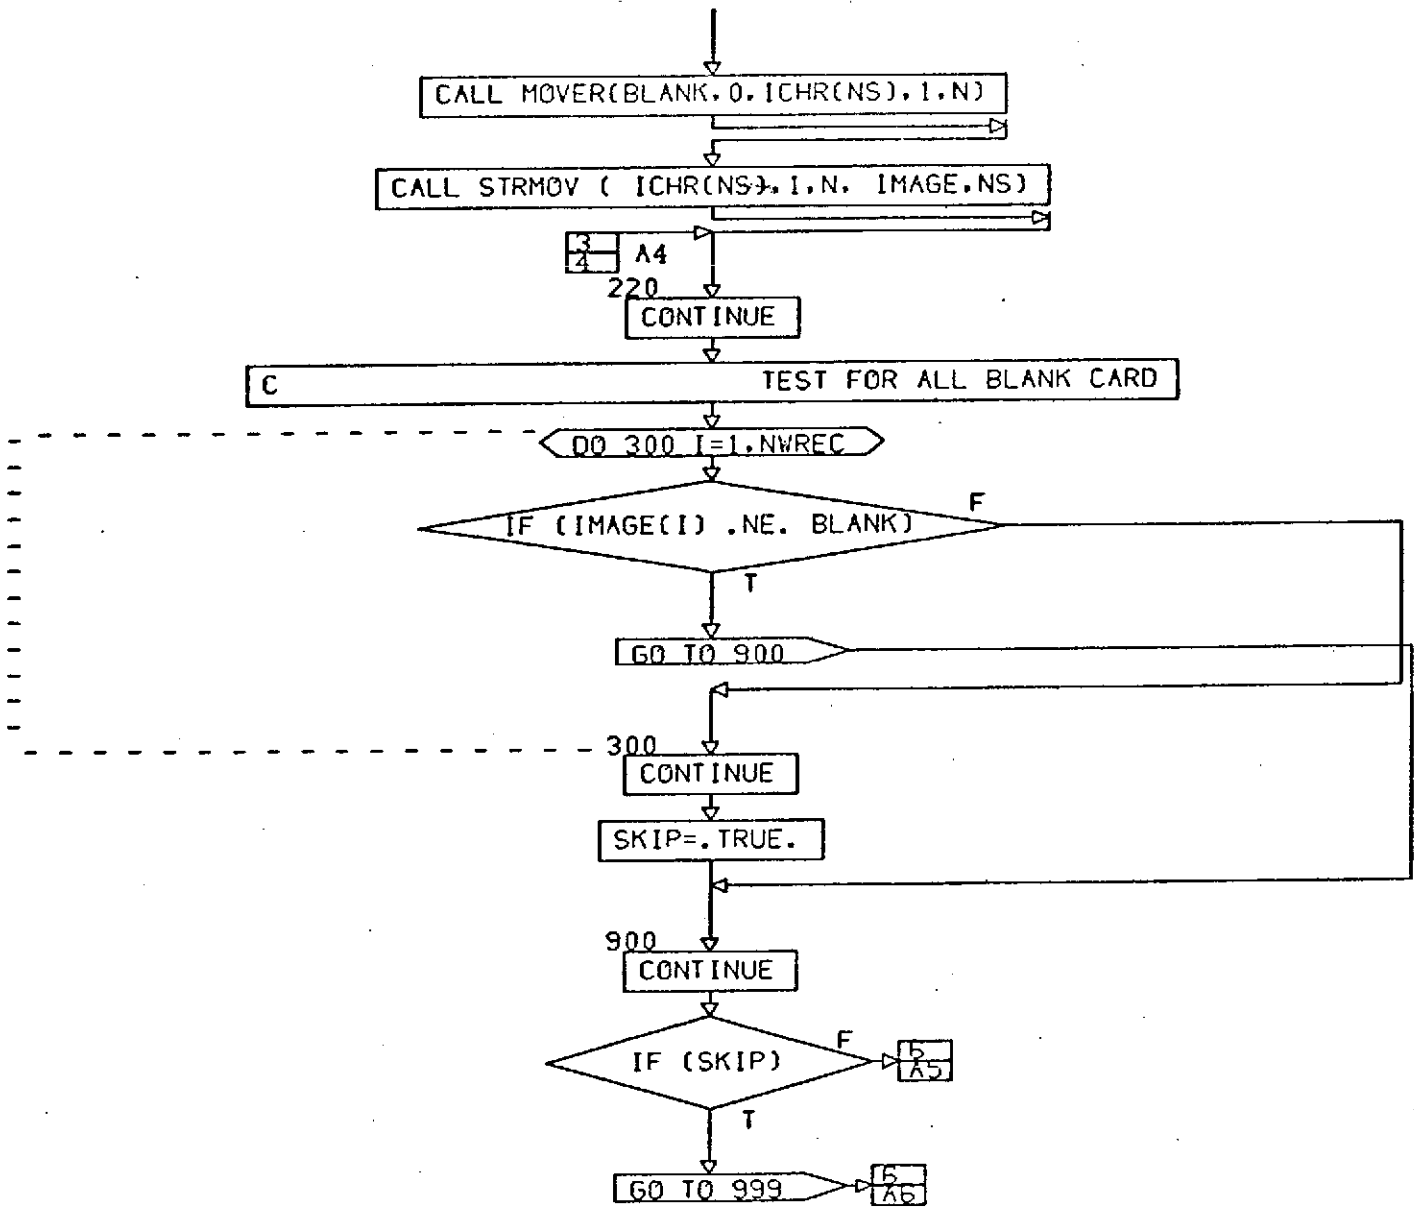 CALL MOVER(BLANK,0,ICHR(NS),1,N)
CALL STRMOV ( ICHR(NS),1,N, IMAGE,NS)
3
4 A4
220
CONTINUE
C TEST FOR ALL BLANK CARD
DO 300 I=1,NWREC
F
IF (IMAGE(I) .NE. BLANK)
T
GO TO 900
300
CONTINUE
SKIP=.TRUE.
900
CONTINUE
F
IF (SKIP)
A5
T
GO TO 999
A6